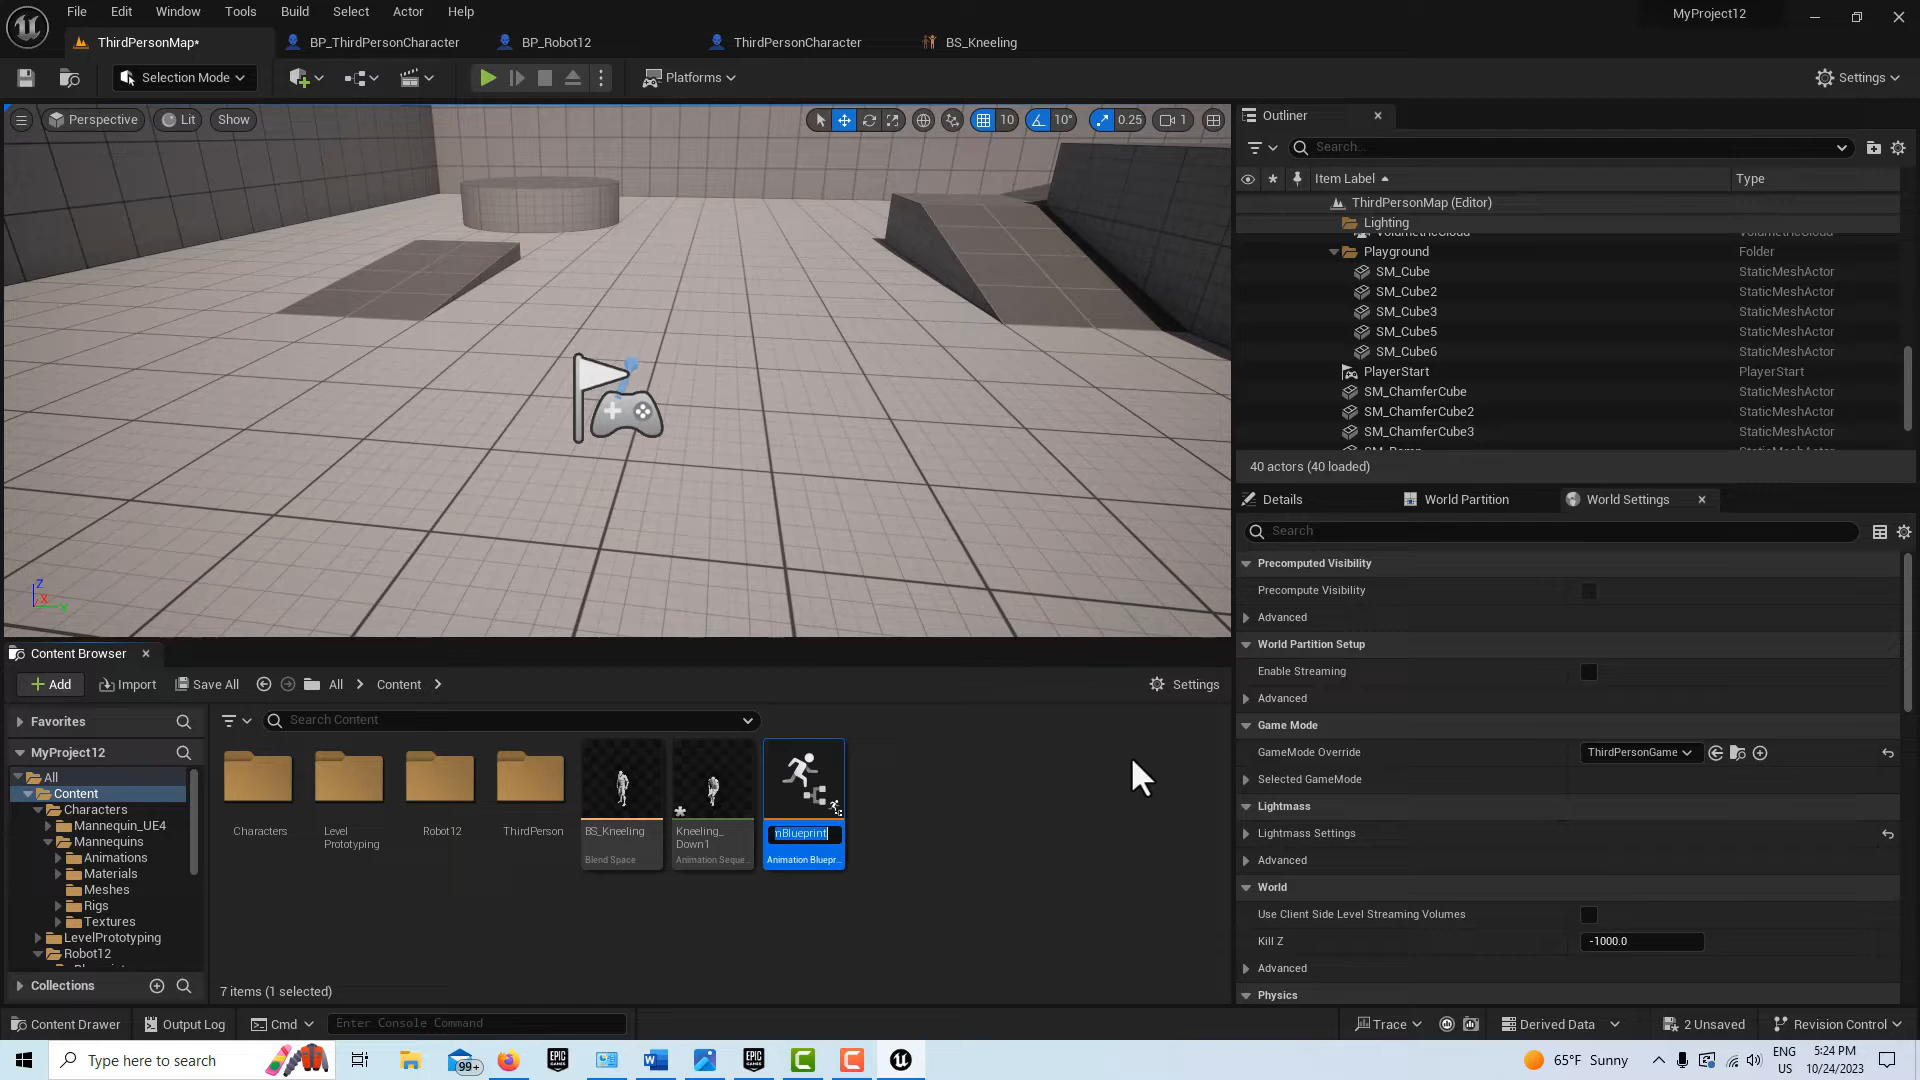 File Edit Window Tools Build Select Actor Help
MyProject12
ThirdPersonMap* BP_ThirdPersonCharacter BP_Robot12 ThirdPersonCharacter BS_Kneeling
Selection Mode Platforms Settings
Perspective Lit Show 10 10° 0.25 1
Outliner
Search...
Item Label Type
ThirdPersonMap (Editor)
Lighting
VolumetricCloud VolumetricCloud
Playground Folder
SM_Cube StaticMeshActor
SM_Cube2 StaticMeshActor
SM_Cube3 StaticMeshActor
SM_Cube5 StaticMeshActor
SM_Cube6 StaticMeshActor
PlayerStart PlayerStart
SM_ChamferCube StaticMeshActor
SM_ChamferCube2 StaticMeshActor
SM_ChamferCube3 StaticMeshActor
40 actors (40 loaded)
Details World Partition World Settings
Search
Precomputed Visibility
Precompute Visibility
Advanced
World Partition Setup
Enable Streaming
Advanced
Game Mode
GameMode Override ThirdPersonGame
Selected GameMode
Lightmass
Lightmass Settings
Advanced
World
Use Client Side Level Streaming Volumes
Kill Z -1000.0
Advanced
Physics
Z
X
Y
Content Browser
Add Import Save All All Content Settings
Favorites
Search Content
MyProject12
All
Content
Characters
Mannequin_UE4
Mannequins
Animations
Materials
Meshes
Rigs
Textures
LevelPrototyping
Robot12
Collections
Characters
Level
Prototyping
Robot12
ThirdPerson
BS_Kneeling
Blend Space
Kneeling_
Down1
Animation Seque...
nBlueprint
Animation Bluepr...
7 items (1 selected)
Content Drawer Output Log Cmd Enter Console Command Trace Derived Data 2 Unsaved Revision Control
Type here to search
99+
EPIC
GAMES
EPIC
GAMES
65°F Sunny
ENG
US
5:24 PM
10/24/2023